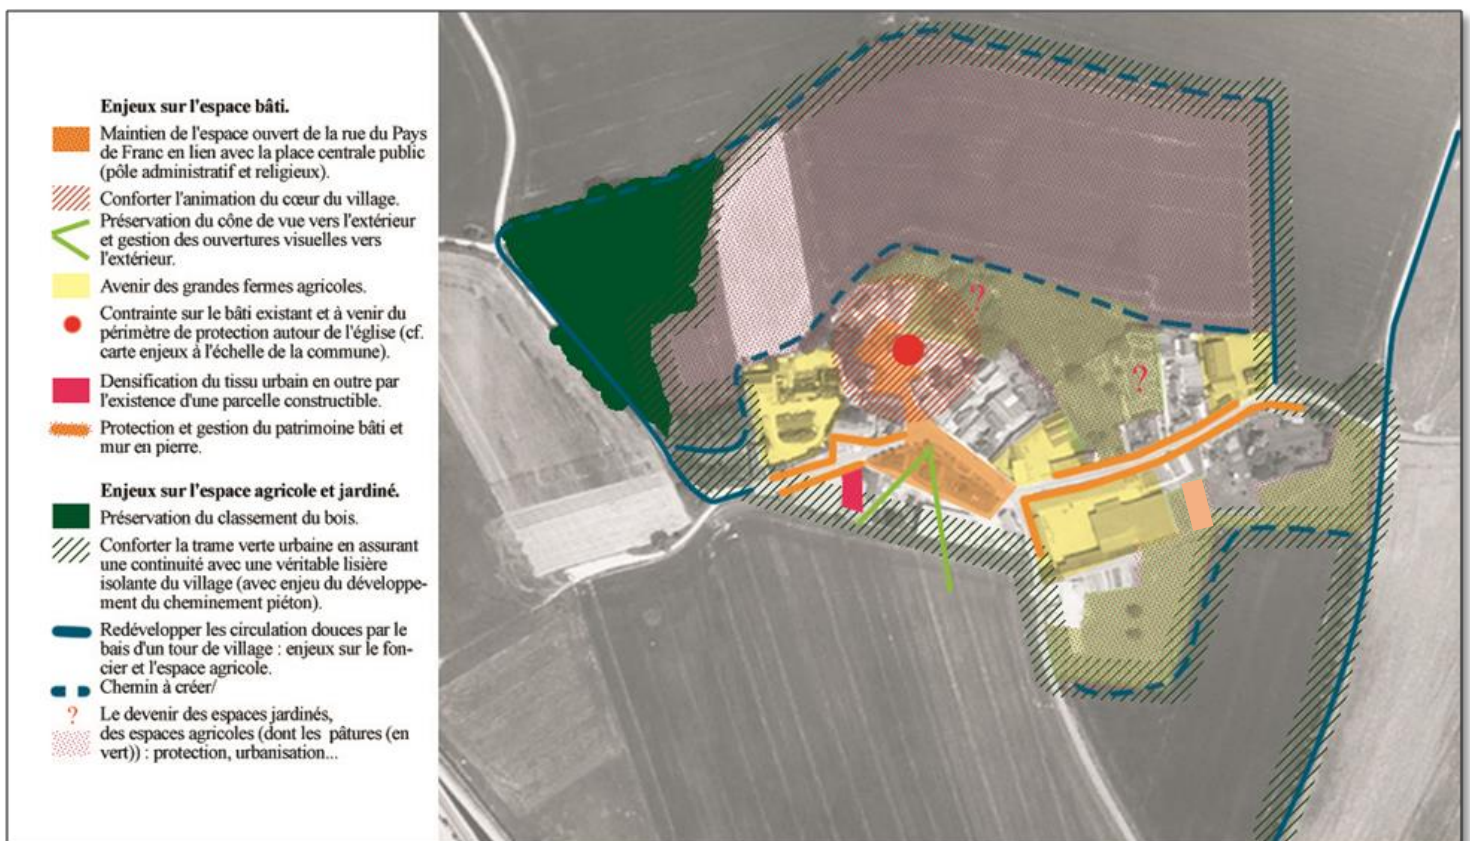 Enjeux sur l'espace bâti.
Maintien de l'espace ouvert de la rue du Pays
de Franc en lien avec la place centrale public
(pôle administratif et religieux).
Conforter l'animation du cœur du village.
Préservation du cône de vue vers l'extérieur
et gestion des ouvertures visuelles vers
l'extérieur.
Avenir des grandes fermes agricoles.
Contrainte sur le bâti existant et à venir du
périmètre de protection autour de l'église (cf.
carte enjeux à l'échelle de la commune).
Densification du tissu urbain en outre par
l'existence d'une parcelle constructible.
Protection et gestion du patrimoine bâti et
mur en pierre.
Enjeux sur l'espace agricole et jardiné.
Préservation du classement du bois.
Conforter la trame verte urbaine en assurant
une continuité avec une véritable lisière
isolante du village (avec enjeu du développe-
ment du cheminement piéton).
Redévelopper les circulation douces par le
bais d'un tour de village : enjeux sur le fon-
cier et l'espace agricole.
Chemin à créer/
? Le devenir des espaces jardinés,
des espaces agricoles (dont les pâtures (en
vert)) : protection, urbanisation...
?
?